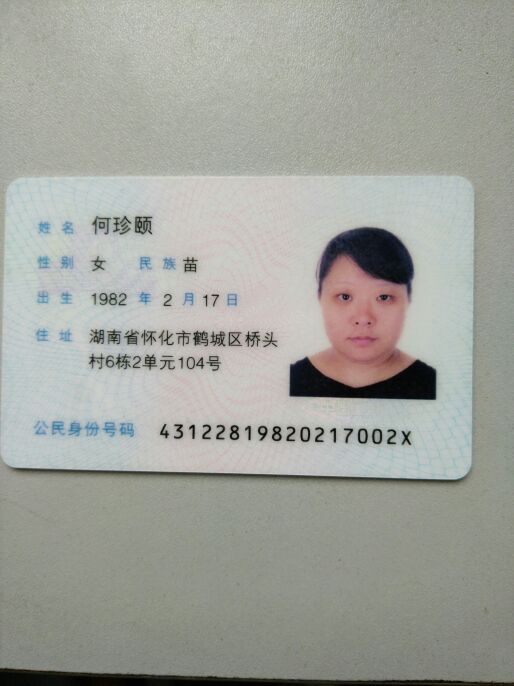 姓名 何珍颐
性别 女 民族 苗
出生 1982 年 2 月 17 日
住址 湖南省怀化市鹤城区桥头
村6栋2单元104号
公民身份号码 43122819820217002X